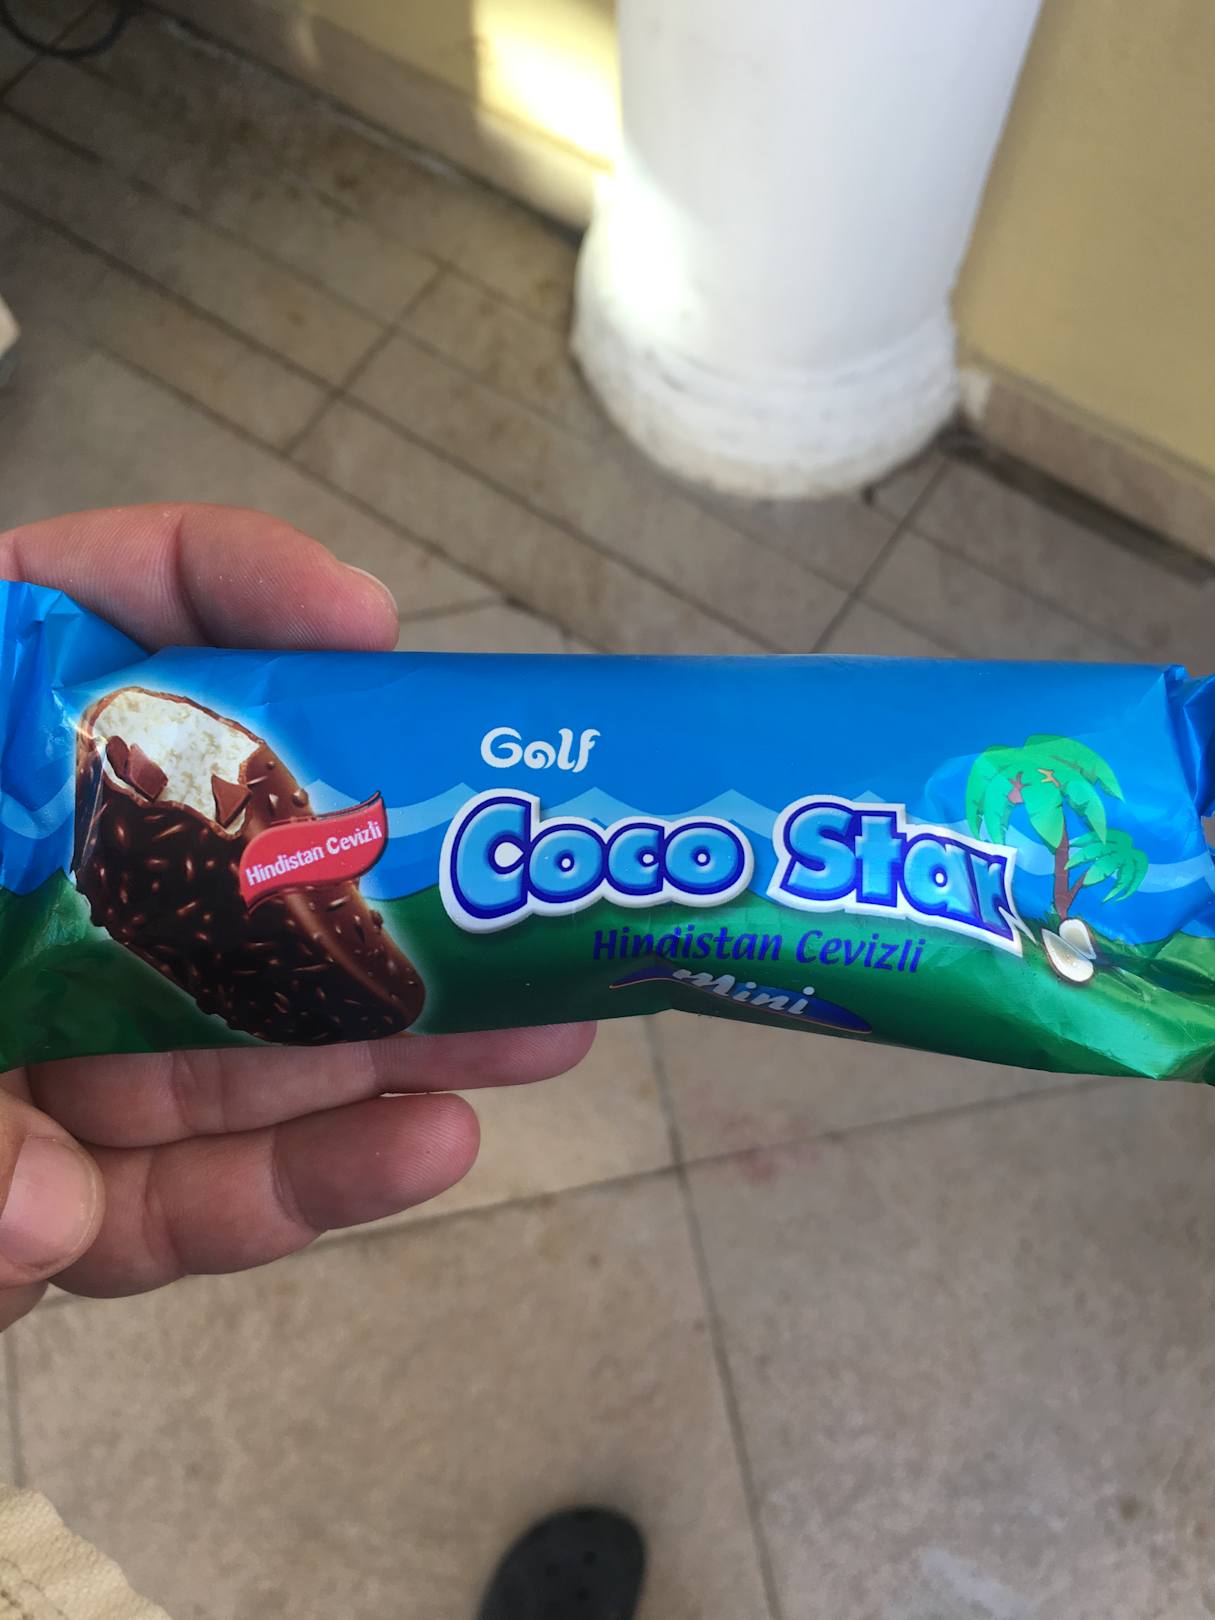 Golf
Coco Star
Hindistan Cevizli
Hindistan Cevizli
mini